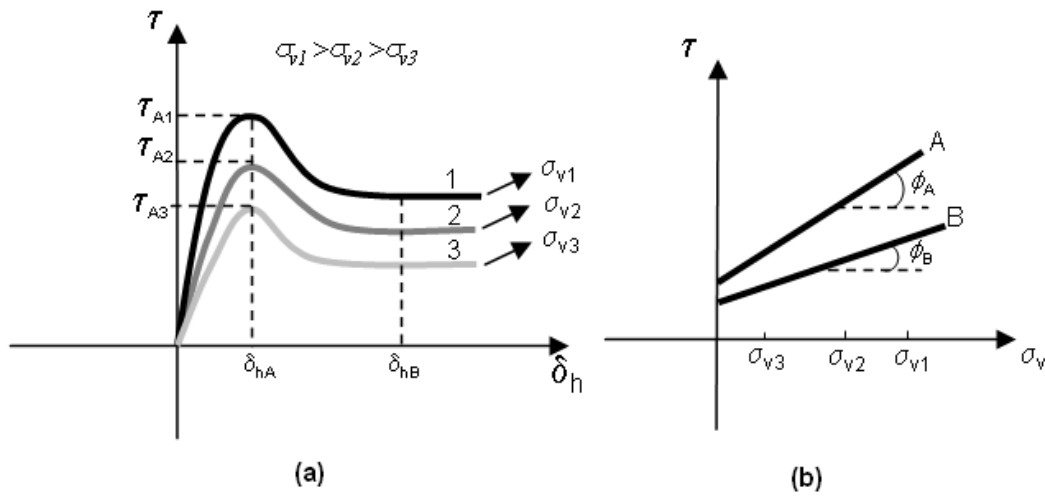 τ
σv1 >σv2 >σv3
τA1
τA2
τA3
1
2
3
σv1
σv2
σv3
δhA
δhB
δh
(a)
τ
A
ϕA
B
ϕB
σv3
σv2
σv1
σv
(b)